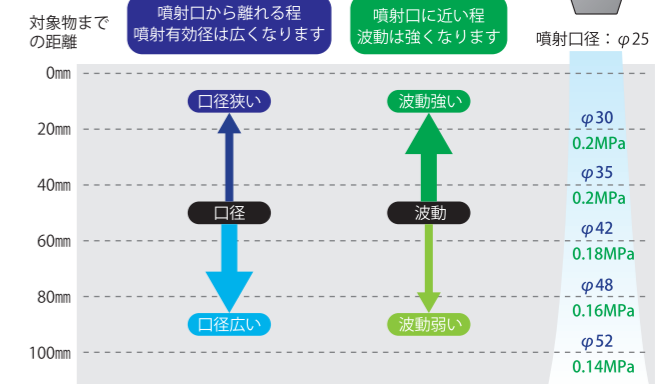 対象物まで
の距離
噴射口から離れる程
噴射有効径は広くなります
噴射口に近い程
波動は強くなります
噴射口径：φ25
0mm
口径狭い
波動強い
φ30
20mm
0.2MPa
φ35
40mm
0.2MPa
口径
波動
φ42
60mm
0.18MPa
φ48
80mm
0.16MPa
口径広い
波動弱い
φ52
100mm
0.14MPa